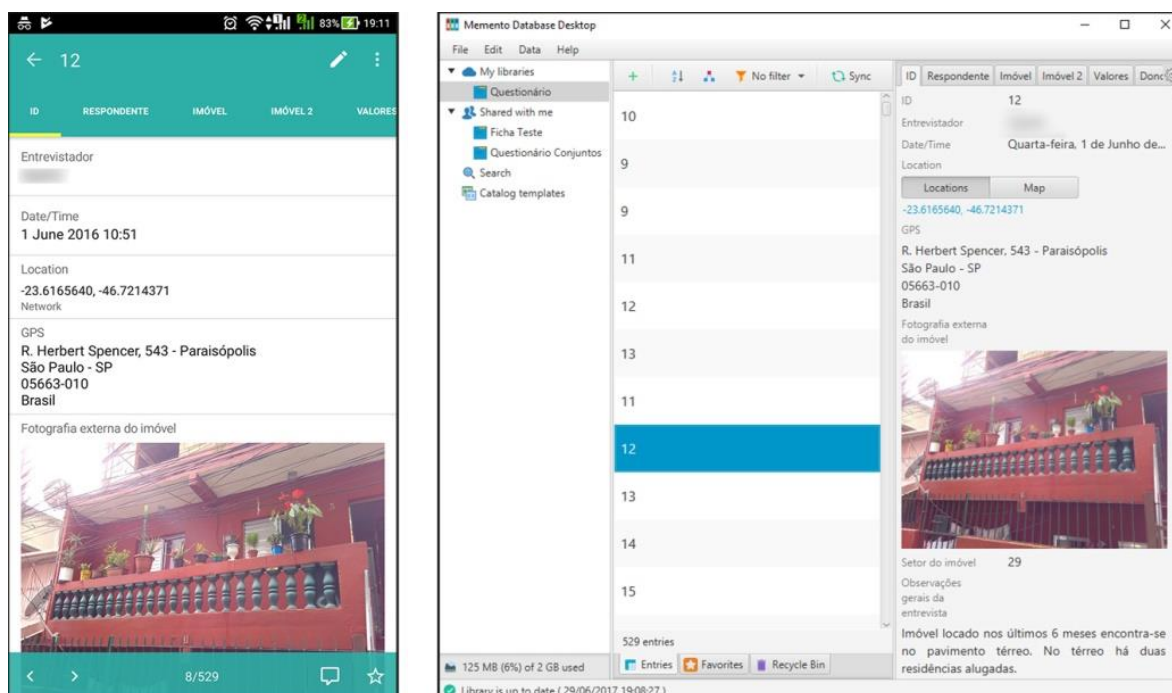 83% 19:11
12
ID RESPONDENTE IMÓVEL IMÓVEL 2 VALORES
Entrevistador
Date/Time
1 June 2016 10:51
Location
-23.6165640, -46.7214371
Network
GPS
R. Herbert Spencer, 543 - Paraisópolis
São Paulo - SP
05663-010
Brasil
Fotografia externa do imóvel
8/529
Memento Database Desktop
File Edit Data Help
My libraries
Questionário
Shared with me
Ficha Teste
Questionário Conjuntos
Search
Catalog templates
125 MB (6%) of 2 GB used
No filter Sync
10
9
9
11
12
13
11
12
13
14
15
529 entries
Entries Favorites Recycle Bin
ID Respondente Imóvel Imóvel 2 Valores
ID 12
Entrevistador
Date/Time Quarta-feira, 1 de Junho de...
Location
Locations Map
-23.6165640, -46.7214371
GPS
R. Herbert Spencer, 543 - Paraisópolis
São Paulo - SP
05663-010
Brasil
Fotografia externa
do imóvel
Setor do imóvel 29
Observações
gerais da
entrevista
Imóvel locado nos últimos 6 meses encontra-se
no pavimento térreo. No térreo há duas
residências alugadas.
Library is up to date ( 29/06/2017 19:08:27 )